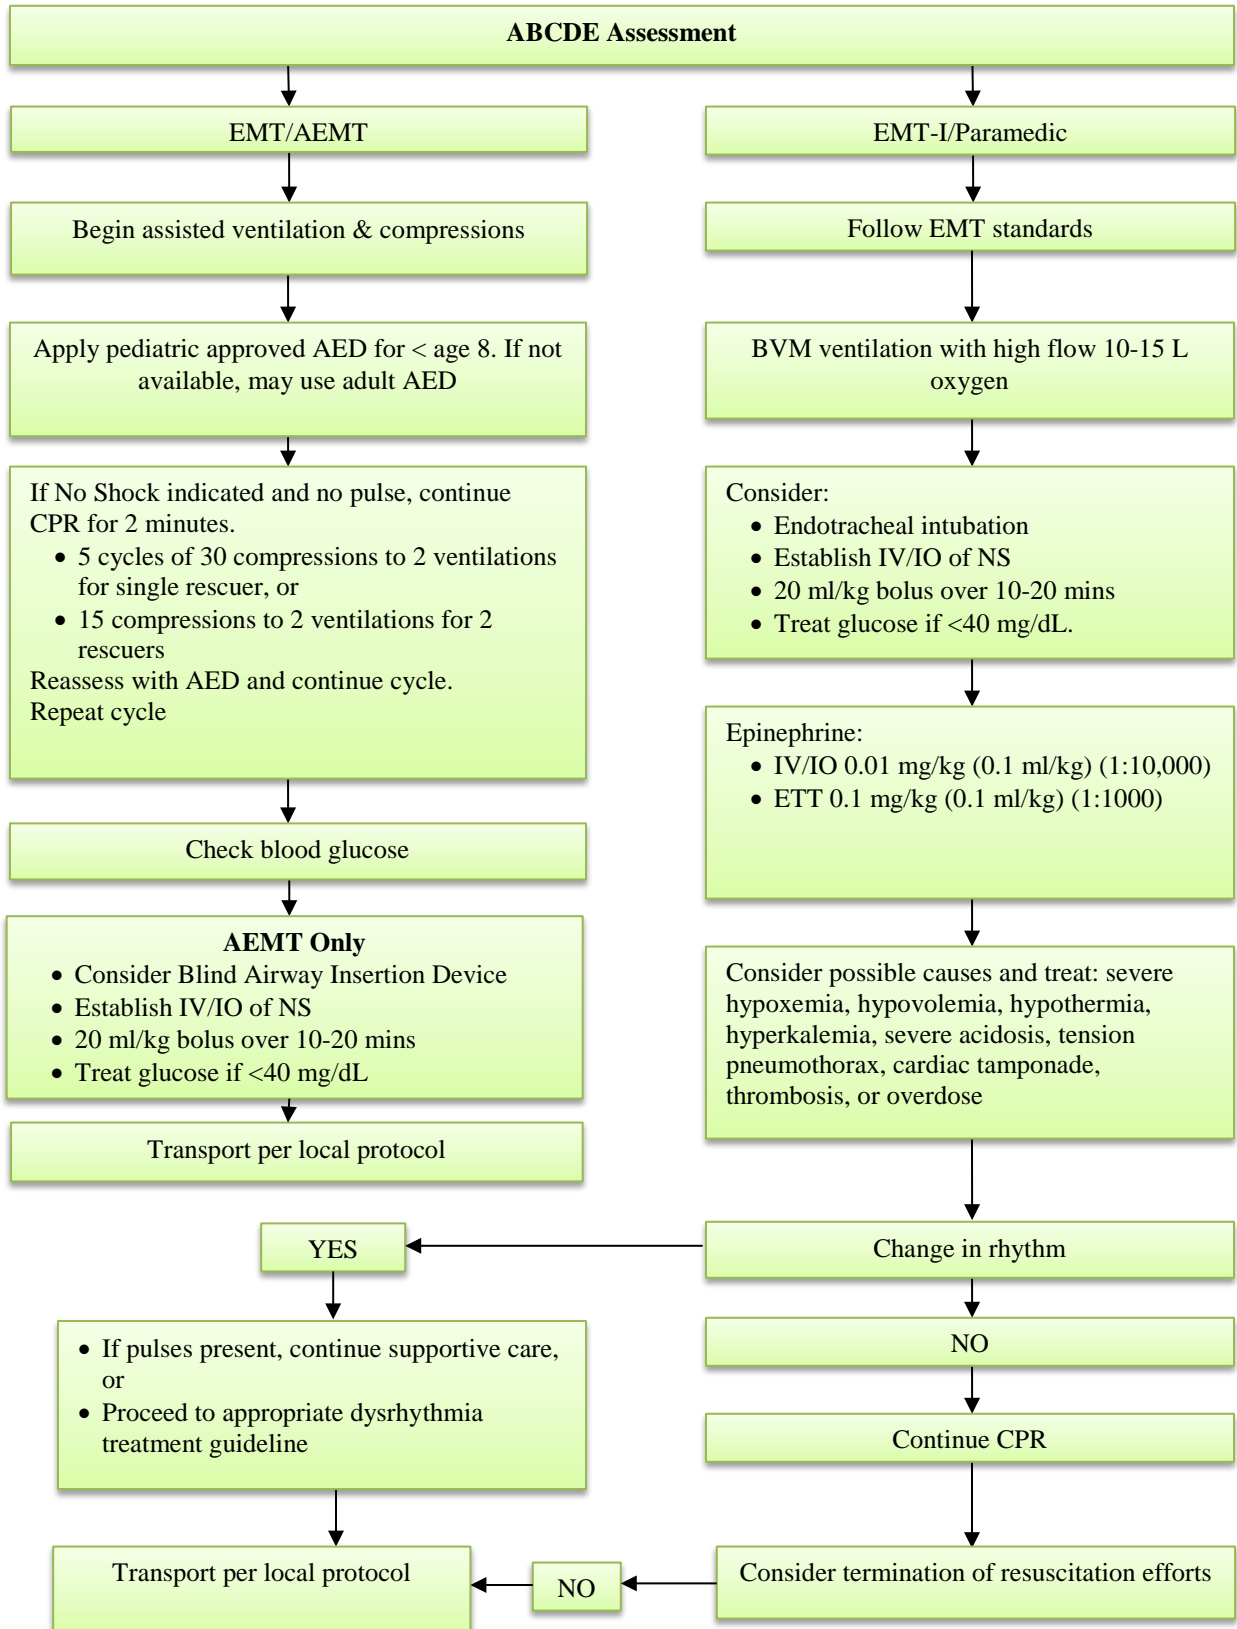 ABCDE Assessment
EMT/AEMT
Begin assisted ventilation & compressions
Apply pediatric approved AED for < age 8. If not
available, may use adult AED
If No Shock indicated and no pulse, continue
CPR for 2 minutes.
• 5 cycles of 30 compressions to 2 ventilations
for single rescuer, or
• 15 compressions to 2 ventilations for 2
rescuers
Reassess with AED and continue cycle.
Repeat cycle
Check blood glucose
AEMT Only
• Consider Blind Airway Insertion Device
• Establish IV/IO of NS
• 20 ml/kg bolus over 10-20 mins
• Treat glucose if <40 mg/dL
Transport per local protocol
EMT-I/Paramedic
Follow EMT standards
BVM ventilation with high flow 10-15 L
oxygen
Consider:
• Endotracheal intubation
• Establish IV/IO of NS
• 20 ml/kg bolus over 10-20 mins
• Treat glucose if <40 mg/dL.
Epinephrine:
• IV/IO 0.01 mg/kg (0.1 ml/kg) (1:10,000)
• ETT 0.1 mg/kg (0.1 ml/kg) (1:1000)
Consider possible causes and treat: severe
hypoxemia, hypovolemia, hypothermia,
hyperkalemia, severe acidosis, tension
pneumothorax, cardiac tamponade,
thrombosis, or overdose
Change in rhythm
YES
• If pulses present, continue supportive care,
or
• Proceed to appropriate dysrhythmia
treatment guideline
NO
Continue CPR
Consider termination of resuscitation efforts
NO
Transport per local protocol